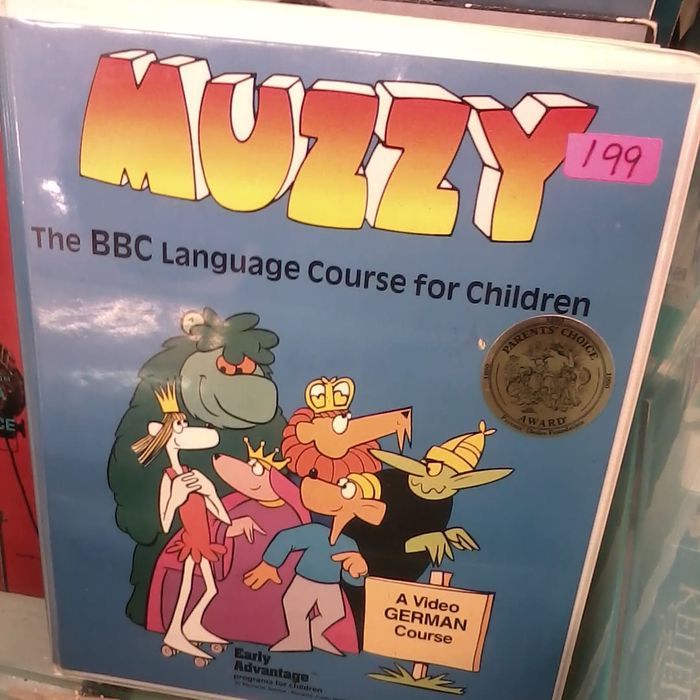 MUZZY
199
The BBC Language Course for Children
PARENTS' CHOICE
AWARD
A Video
GERMAN
Course
Early
Advantage
programs for children
CE